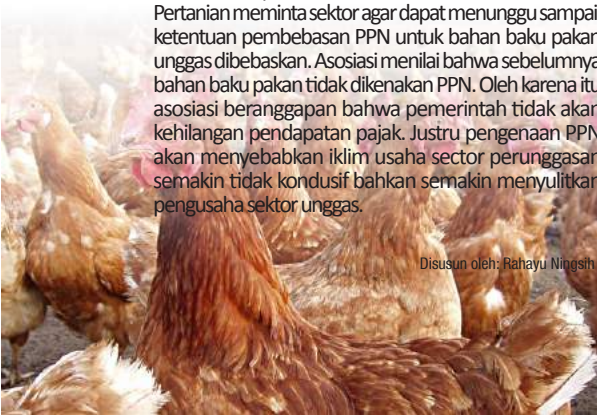 Pertanian meminta sektor agar dapat menunggu sampai
ketentuan pembebasan PPN untuk bahan baku pakan
unggas dibebaskan. Asosiasi menilai bahwa sebelumnya
bahan baku pakan tidak dikenakan PPN. Oleh karena itu
asosiasi beranggapan bahwa pemerintah tidak akan
kehilangan pendapatan pajak. Justru pengenaan PPN
akan menyebabkan iklim usaha sector perunggasan
semakin tidak kondusif bahkan semakin menyulitkan
pengusaha sektor unggas.
Disusun oleh: Rahayu Ningsih